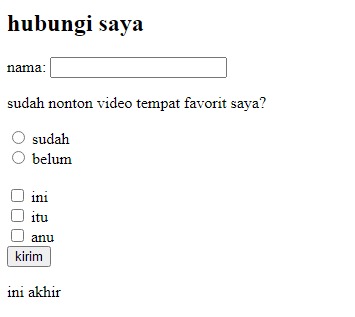 hubungi saya
nama:
sudah nonton video tempat favorit saya?
sudah
belum
ini
itu
anu
kirim
ini akhir